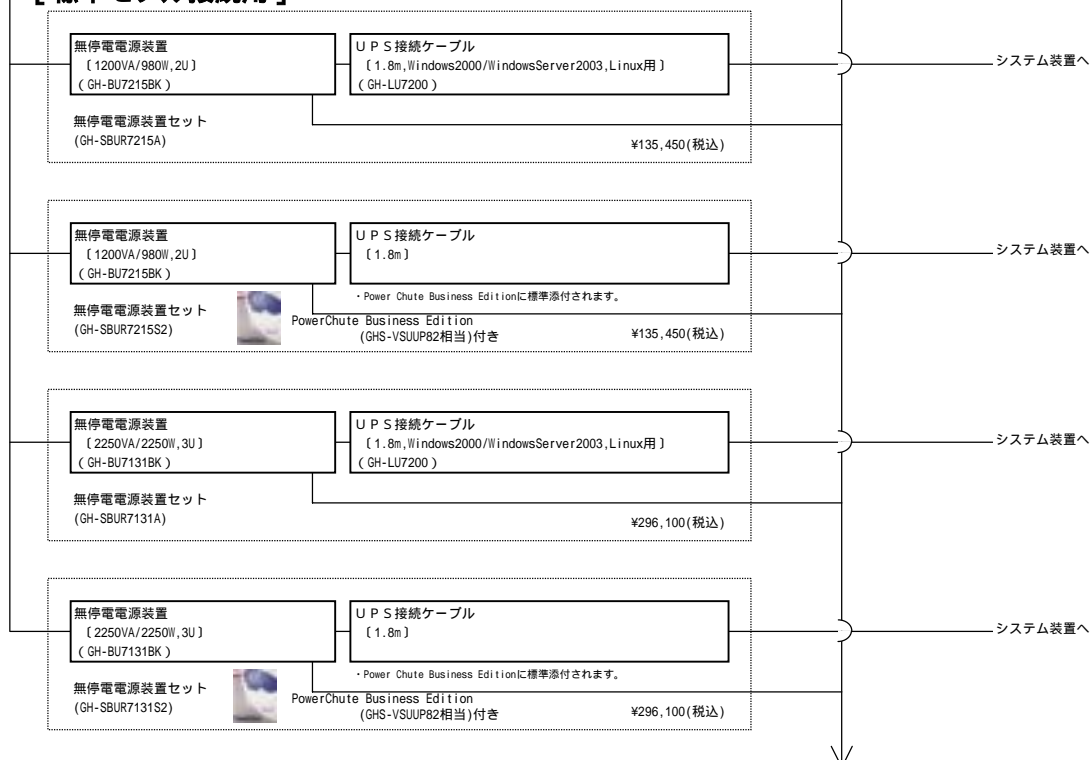 無停電電源装置
〔1200VA/980W,2U〕
(GH-BU7215BK)
UPS接続ケーブル
〔1.8m,Windows2000/WindowsServer2003,Linux用〕
(GH-LU7200)
システム装置へ
無停電電源装置セット
(GH-SBUR7215A)
¥135,450(税込)
無停電電源装置
〔1200VA/980W,2U〕
(GH-BU7215BK)
UPS接続ケーブル
〔1.8m〕
システム装置へ
・Power Chute Business Editionに標準添付されます。
無停電電源装置セット
(GH-SBUR7215S2)
PowerChute Business Edition
(GHS-VSUUP82相当)付き
¥135,450(税込)
無停電電源装置
〔2250VA/2250W,3U〕
(GH-BU7131BK)
UPS接続ケーブル
〔1.8m,Windows2000/WindowsServer2003,Linux用〕
(GH-LU7200)
システム装置へ
無停電電源装置セット
(GH-SBUR7131A)
¥296,100(税込)
無停電電源装置
〔2250VA/2250W,3U〕
(GH-BU7131BK)
UPS接続ケーブル
〔1.8m〕
システム装置へ
・Power Chute Business Editionに標準添付されます。
無停電電源装置セット
(GH-SBUR7131S2)
PowerChute Business Edition
(GHS-VSUUP82相当)付き
¥296,100(税込)